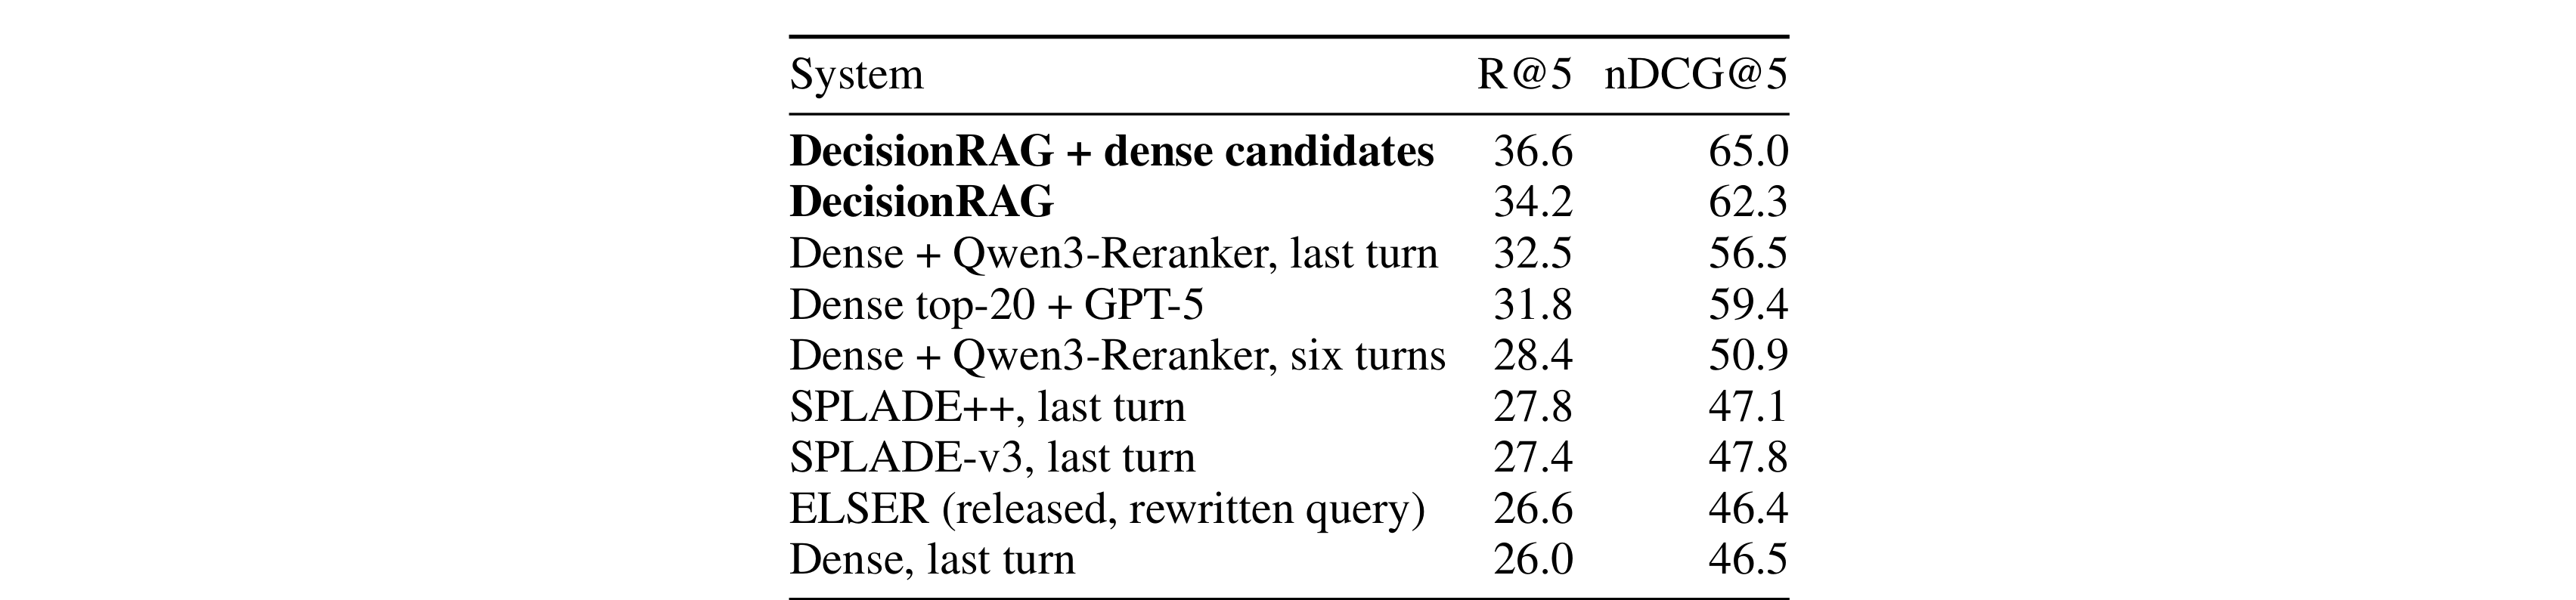 System R@5 nDCG@5
DecisionRAG + dense candidates 36.6 65.0
DecisionRAG 34.2 62.3
Dense + Qwen3-Reranker, last turn 32.5 56.5
Dense top-20 + GPT-5 31.8 59.4
Dense + Qwen3-Reranker, six turns 28.4 50.9
SPLADE++, last turn 27.8 47.1
SPLADE-v3, last turn 27.4 47.8
ELSER (released, rewritten query) 26.6 46.4
Dense, last turn 26.0 46.5